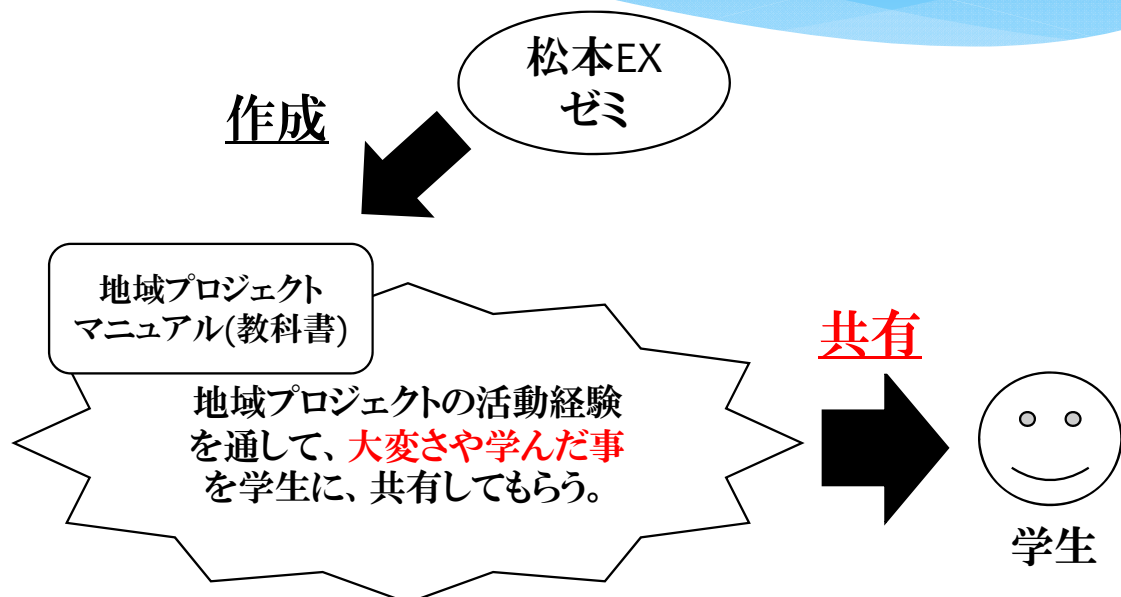 松本EX
ゼミ
作成
地域プロジェクト
マニュアル(教科書)
地域プロジェクトの活動経験
を通して、大変さや学んだ事
を学生に、共有してもらう。
共有
学生